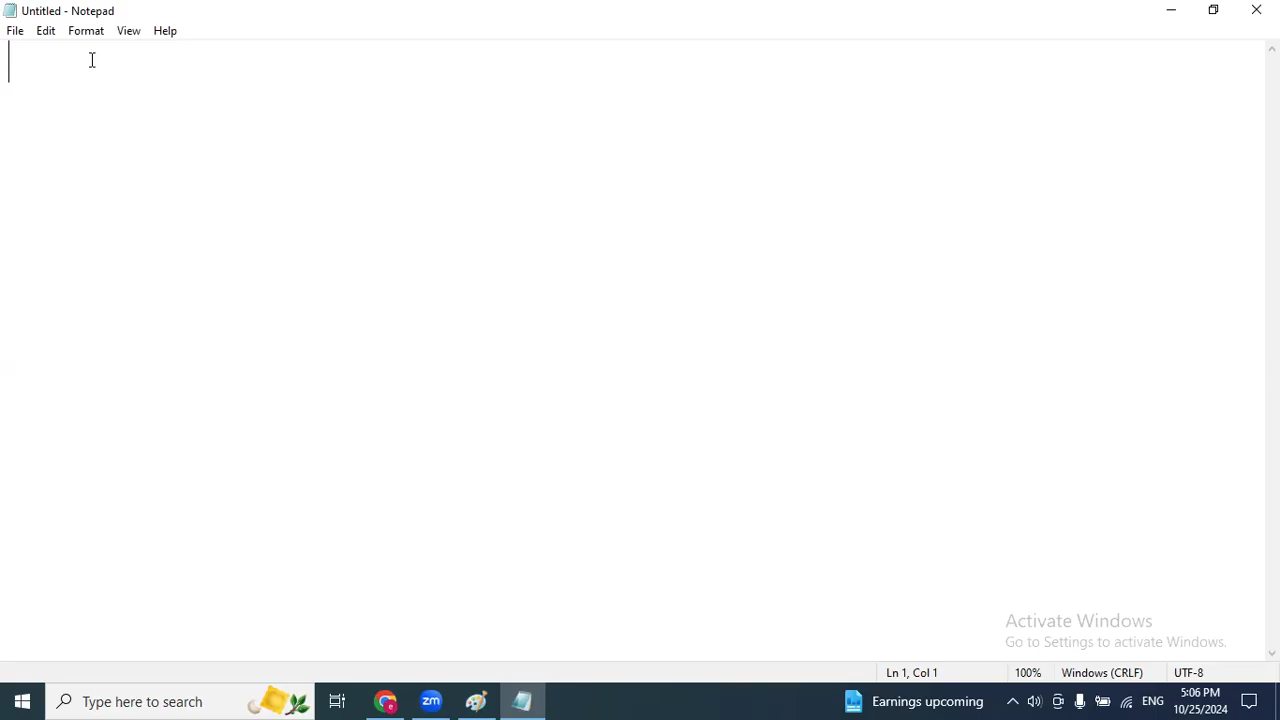 Untitled - Notepad
File Edit Format View Help
Activate Windows
Go to Settings to activate Windows.
Ln 1, Col 1 100% Windows (CRLF) UTF-8
Type here to search zm Earnings upcoming ENG 5:06 PM
10/25/2024